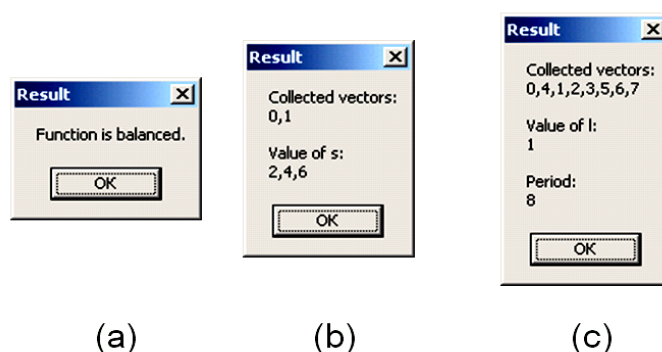 Result
Function is balanced.
OK
(a)
Result
Collected vectors:
0,1
Value of s:
2,4,6
OK
(b)
Result
Collected vectors:
0,4,1,2,3,5,6,7
Value of l:
1
Period:
8
OK
(c)